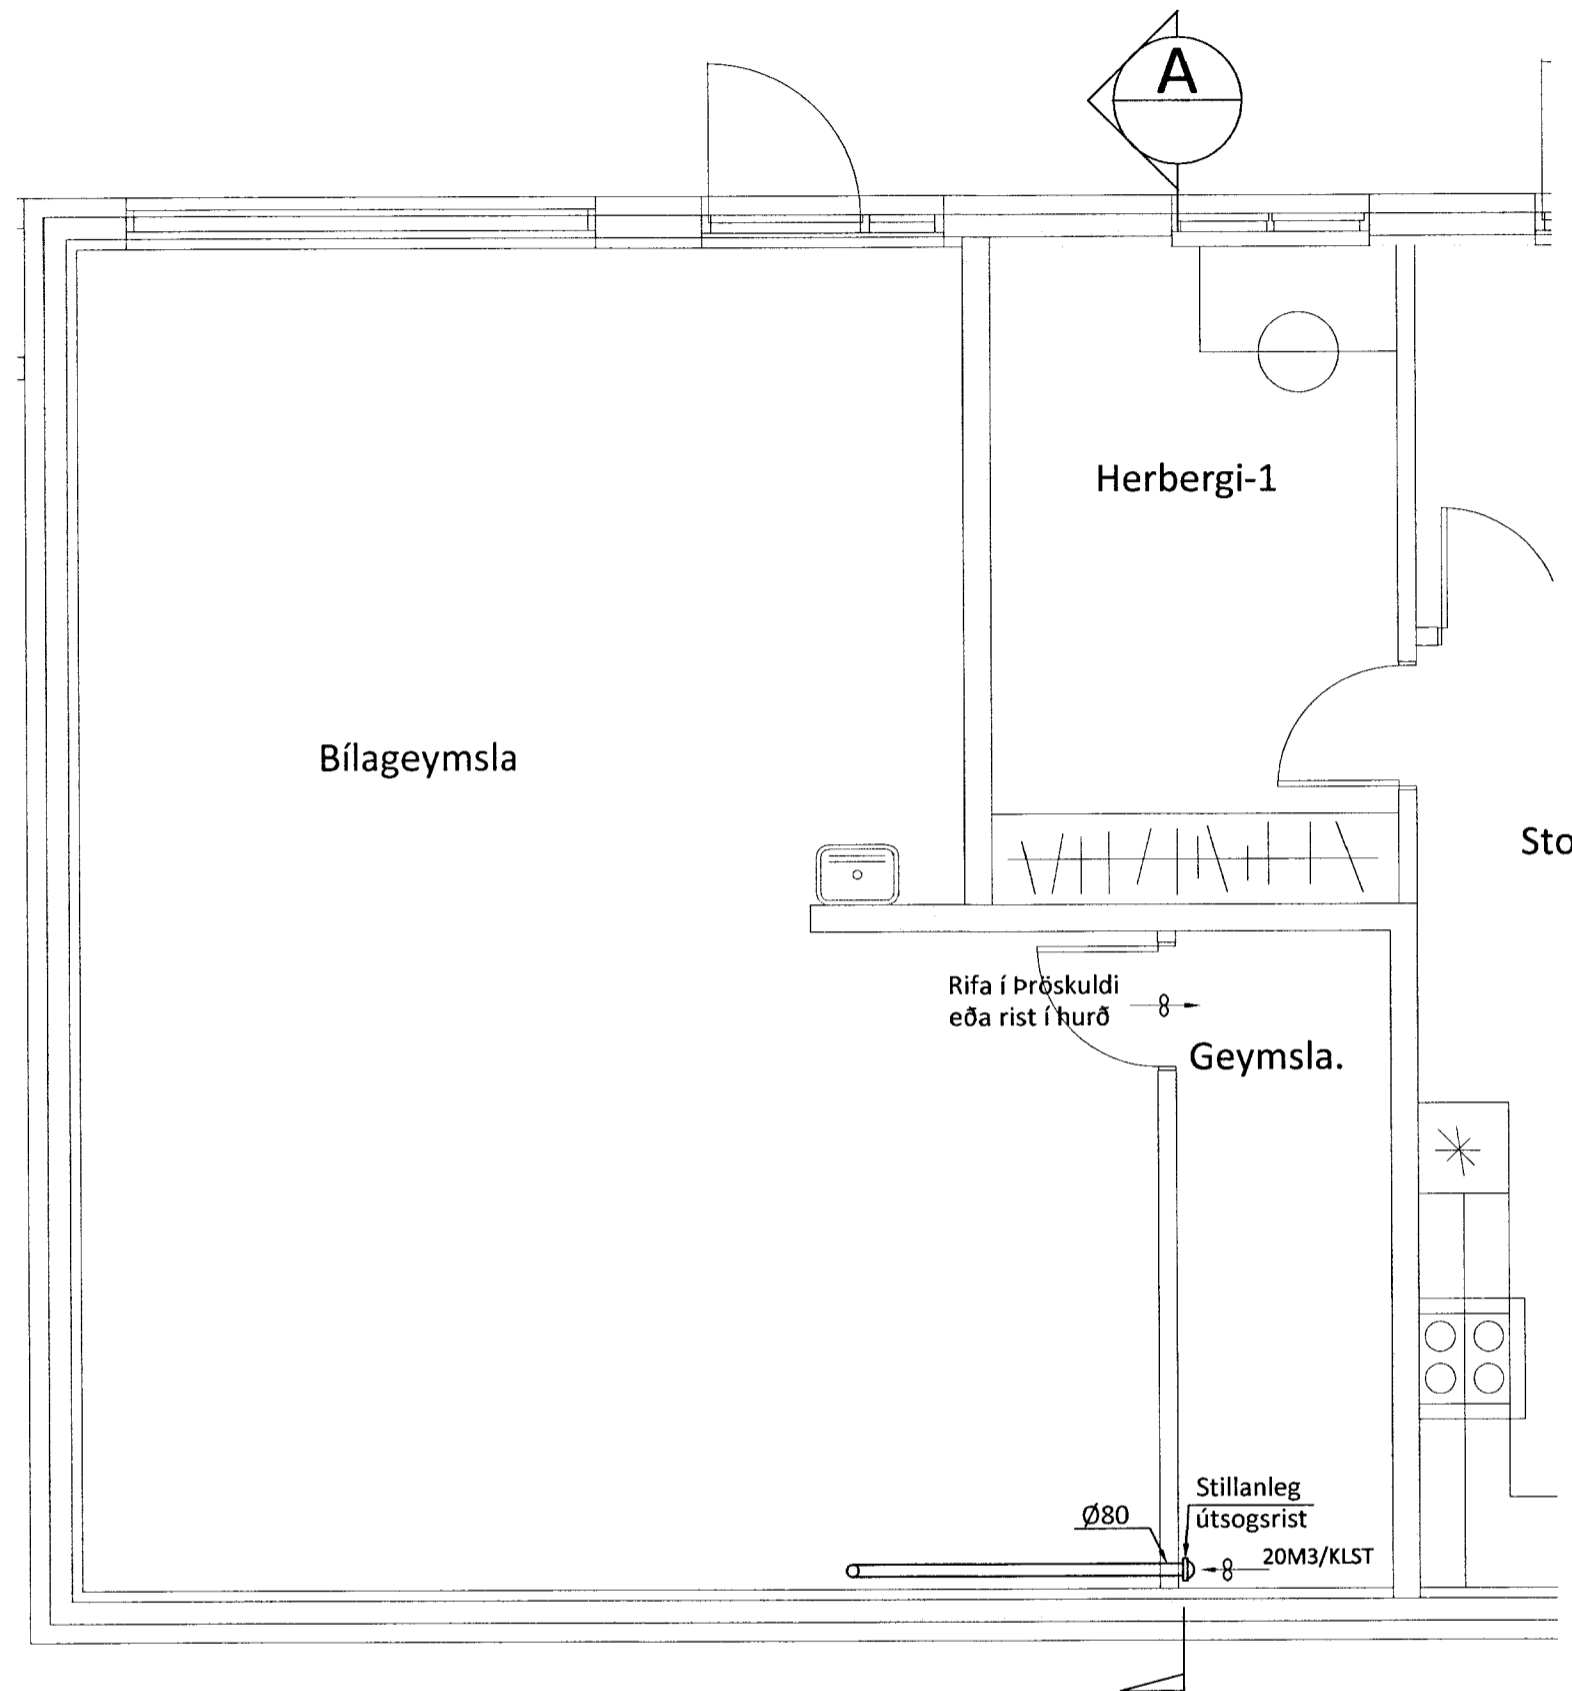 A
Herbergi-1
Bílageymsla
Sto
Rifa í Þröskuldi
eða rist í hurð
Geymsla.
Stillanleg
útsogsrist
Ø80
20M3/KLST